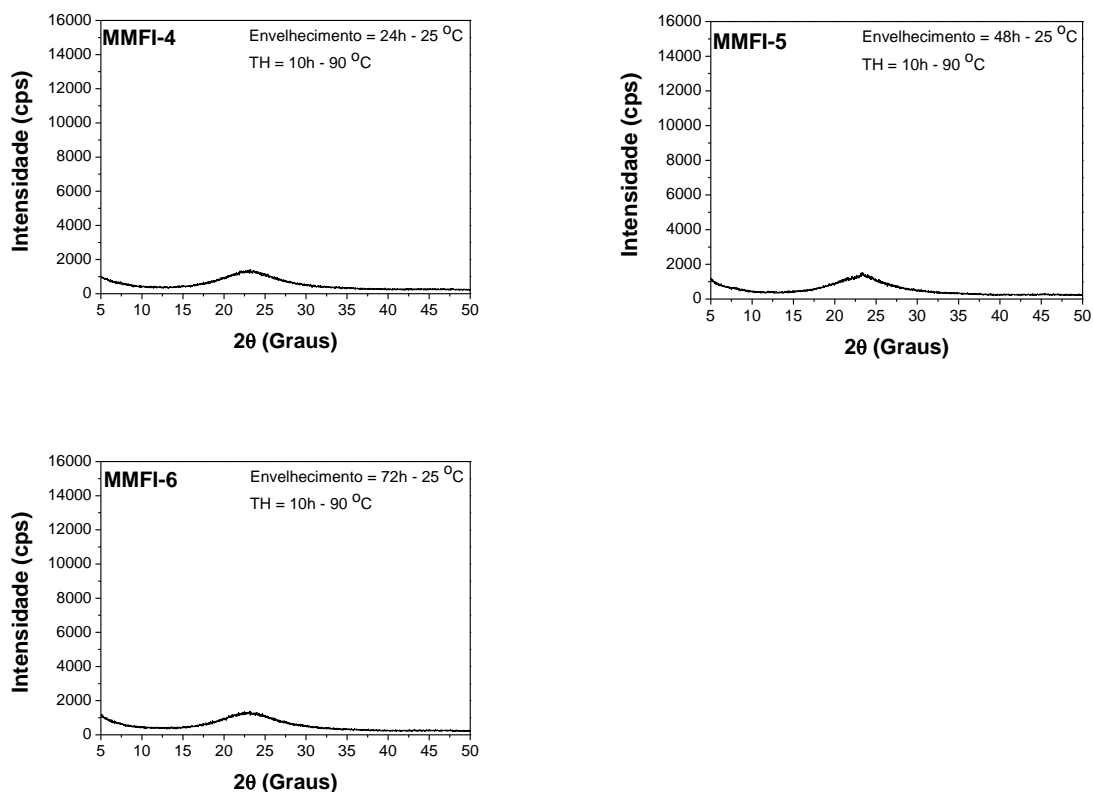 MMFI-4
Envelhecimento = 24h - 25 °C
TH = 10h - 90 °C
Intensidade (cps)
16000
14000
12000
10000
8000
6000
4000
2000
0
5 10 15 20 25 30 35 40 45 50
2θ (Graus)
MMFI-5
Envelhecimento = 48h - 25 °C
TH = 10h - 90 °C
Intensidade (cps)
16000
14000
12000
10000
8000
6000
4000
2000
0
5 10 15 20 25 30 35 40 45 50
2θ (Graus)
MMFI-6
Envelhecimento = 72h - 25 °C
TH = 10h - 90 °C
Intensidade (cps)
16000
14000
12000
10000
8000
6000
4000
2000
0
5 10 15 20 25 30 35 40 45 50
2θ (Graus)